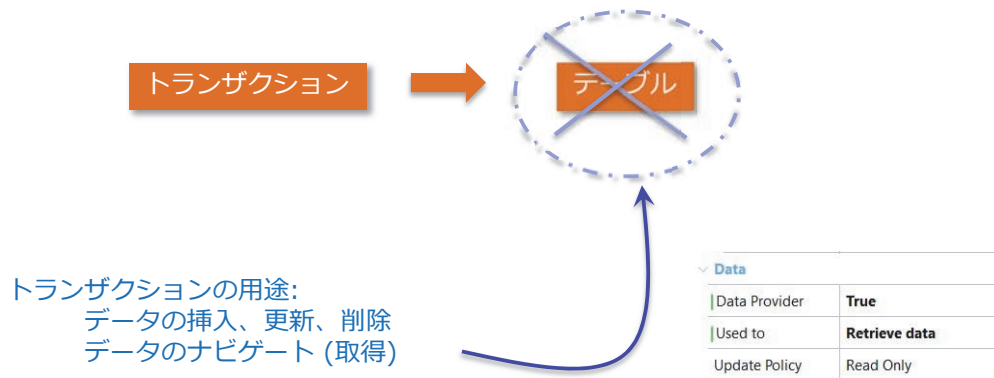 トランザクション
テーブル
トランザクションの用途:
データの挿入、更新、削除
データのナビゲート (取得)
Data
Data Provider True
Used to Retrieve data
Update Policy Read Only